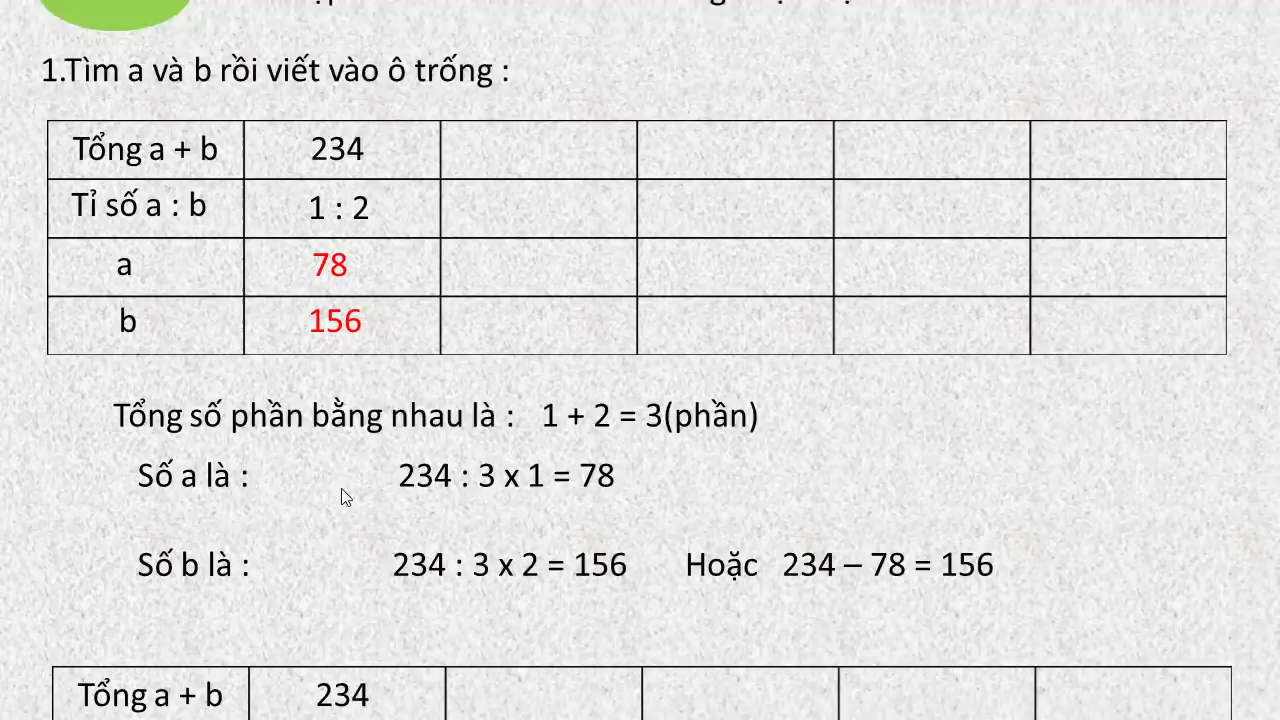 1.Tìm a và b rồi viết vào ô trống :
Tổng a + b 234
Tỉ số a : b 1 : 2
a 78
b 156
Tổng số phần bằng nhau là : 1 + 2 = 3(phần)
Số a là : 234 : 3 x 1 = 78
Số b là : 234 : 3 x 2 = 156 Hoặc 234 – 78 = 156
Tổng a + b 234